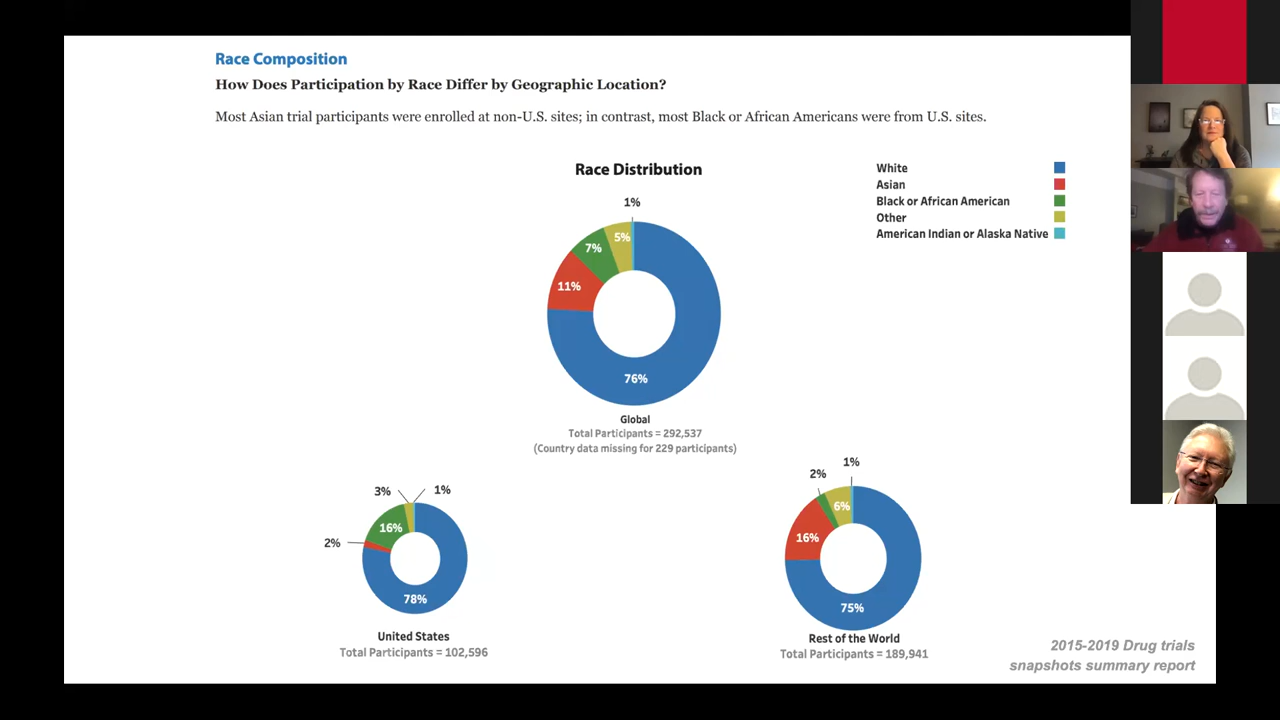 Race Composition
How Does Participation by Race Differ by Geographic Location?
Most Asian trial participants were enrolled at non-U.S. sites; in contrast, most Black or African Americans were from U.S. sites.
Race Distribution
White
Asian
Black or African American
Other
American Indian or Alaska Native
1%
5%
7%
11%
76%
Global
Total Participants = 292,537
(Country data missing for 229 participants)
3%
1%
16%
2%
78%
United States
Total Participants = 102,596
1%
2%
6%
16%
75%
Rest of the World
Total Participants = 189,941
2015-2019 Drug trials
snapshots summary report